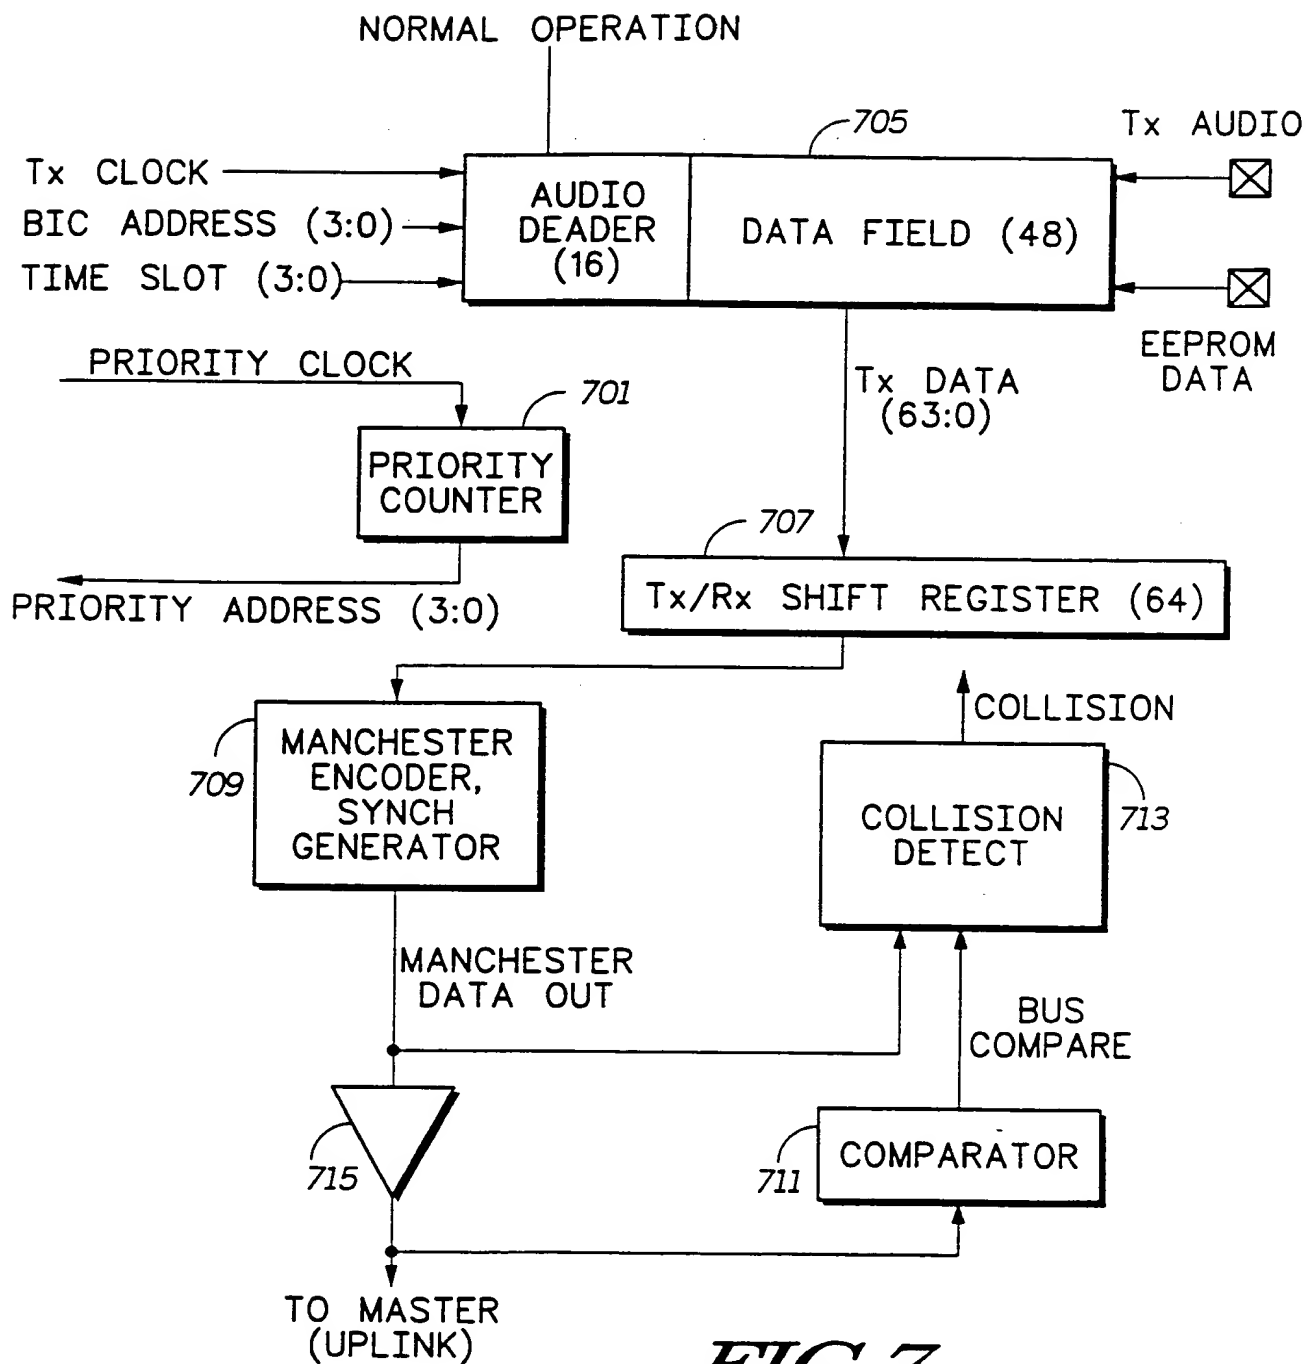 NORMAL OPERATION
705
Tx AUDIO
Tx CLOCK
BIC ADDRESS (3:0)
TIME SLOT (3:0)
AUDIO
DEADER
(16)
DATA FIELD (48)
EEPROM
DATA
PRIORITY CLOCK
701
Tx DATA
(63:0)
PRIORITY
COUNTER
707
PRIORITY ADDRESS (3:0)
Tx/Rx SHIFT REGISTER (64)
COLLISION
MANCHESTER
ENCODER,
SYNCH
GENERATOR
709
COLLISION
DETECT
713
MANCHESTER
DATA OUT
BUS
COMPARE
715
COMPARATOR
711
TO MASTER
(UPLINK)
FIG.7